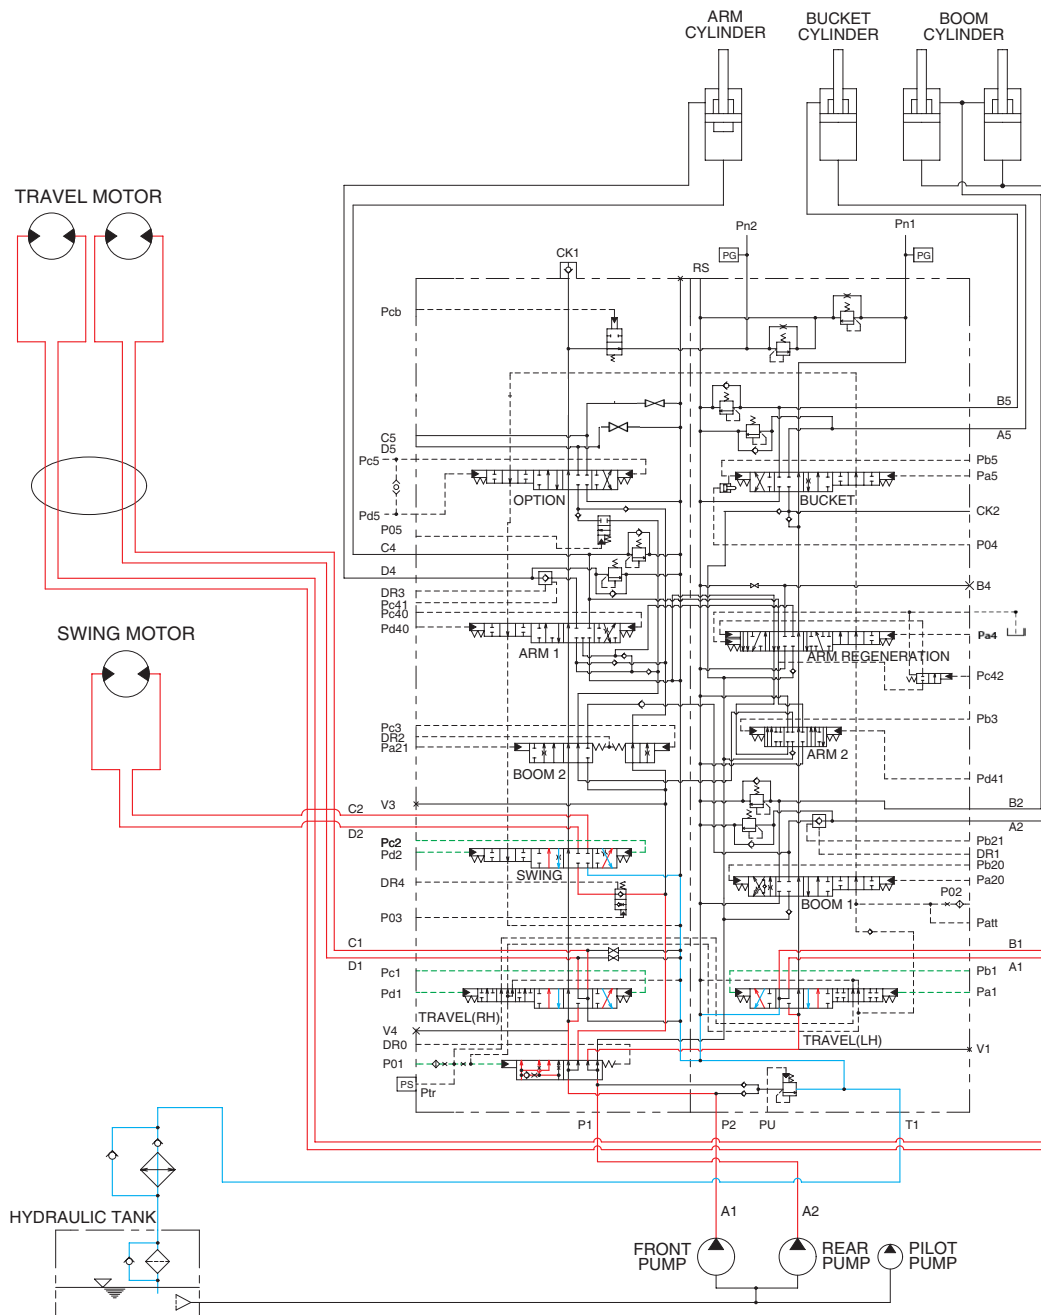 ARM
CYLINDER
BUCKET
CYLINDER
BOOM
CYLINDER
TRAVEL MOTOR
Pn2
Pn1
PG
PG
CK1
RS
Pcb
B5
C5
D5
A5
Pc5
Pb5
Pa5
OPTION
BUCKET
Pd5
CK2
P05
C4
P04
D4
DR3
B4
Pc41
Pc40
Pd40
Pa4
SWING MOTOR
ARM 1
ARM REGENERATION
Pc42
Pc3
Pb3
DR2
Pa21
BOOM 2
ARM 2
Pd41
C2
V3
B2
D2
A2
Pc2
Pb21
Pd2
DR1
SWING
Pb20
DR4
Pa20
BOOM 1
P02
P03
Patt
C1
B1
D1
A1
Pc1
Pb1
Pd1
Pa1
TRAVEL(RH)
V4
TRAVEL(LH)
DR0
V1
P01
PS
Ptr
P1
P2
PU
T1
HYDRAULIC TANK
A1
A2
FRONT
PUMP
REAR
PUMP
PILOT
PUMP